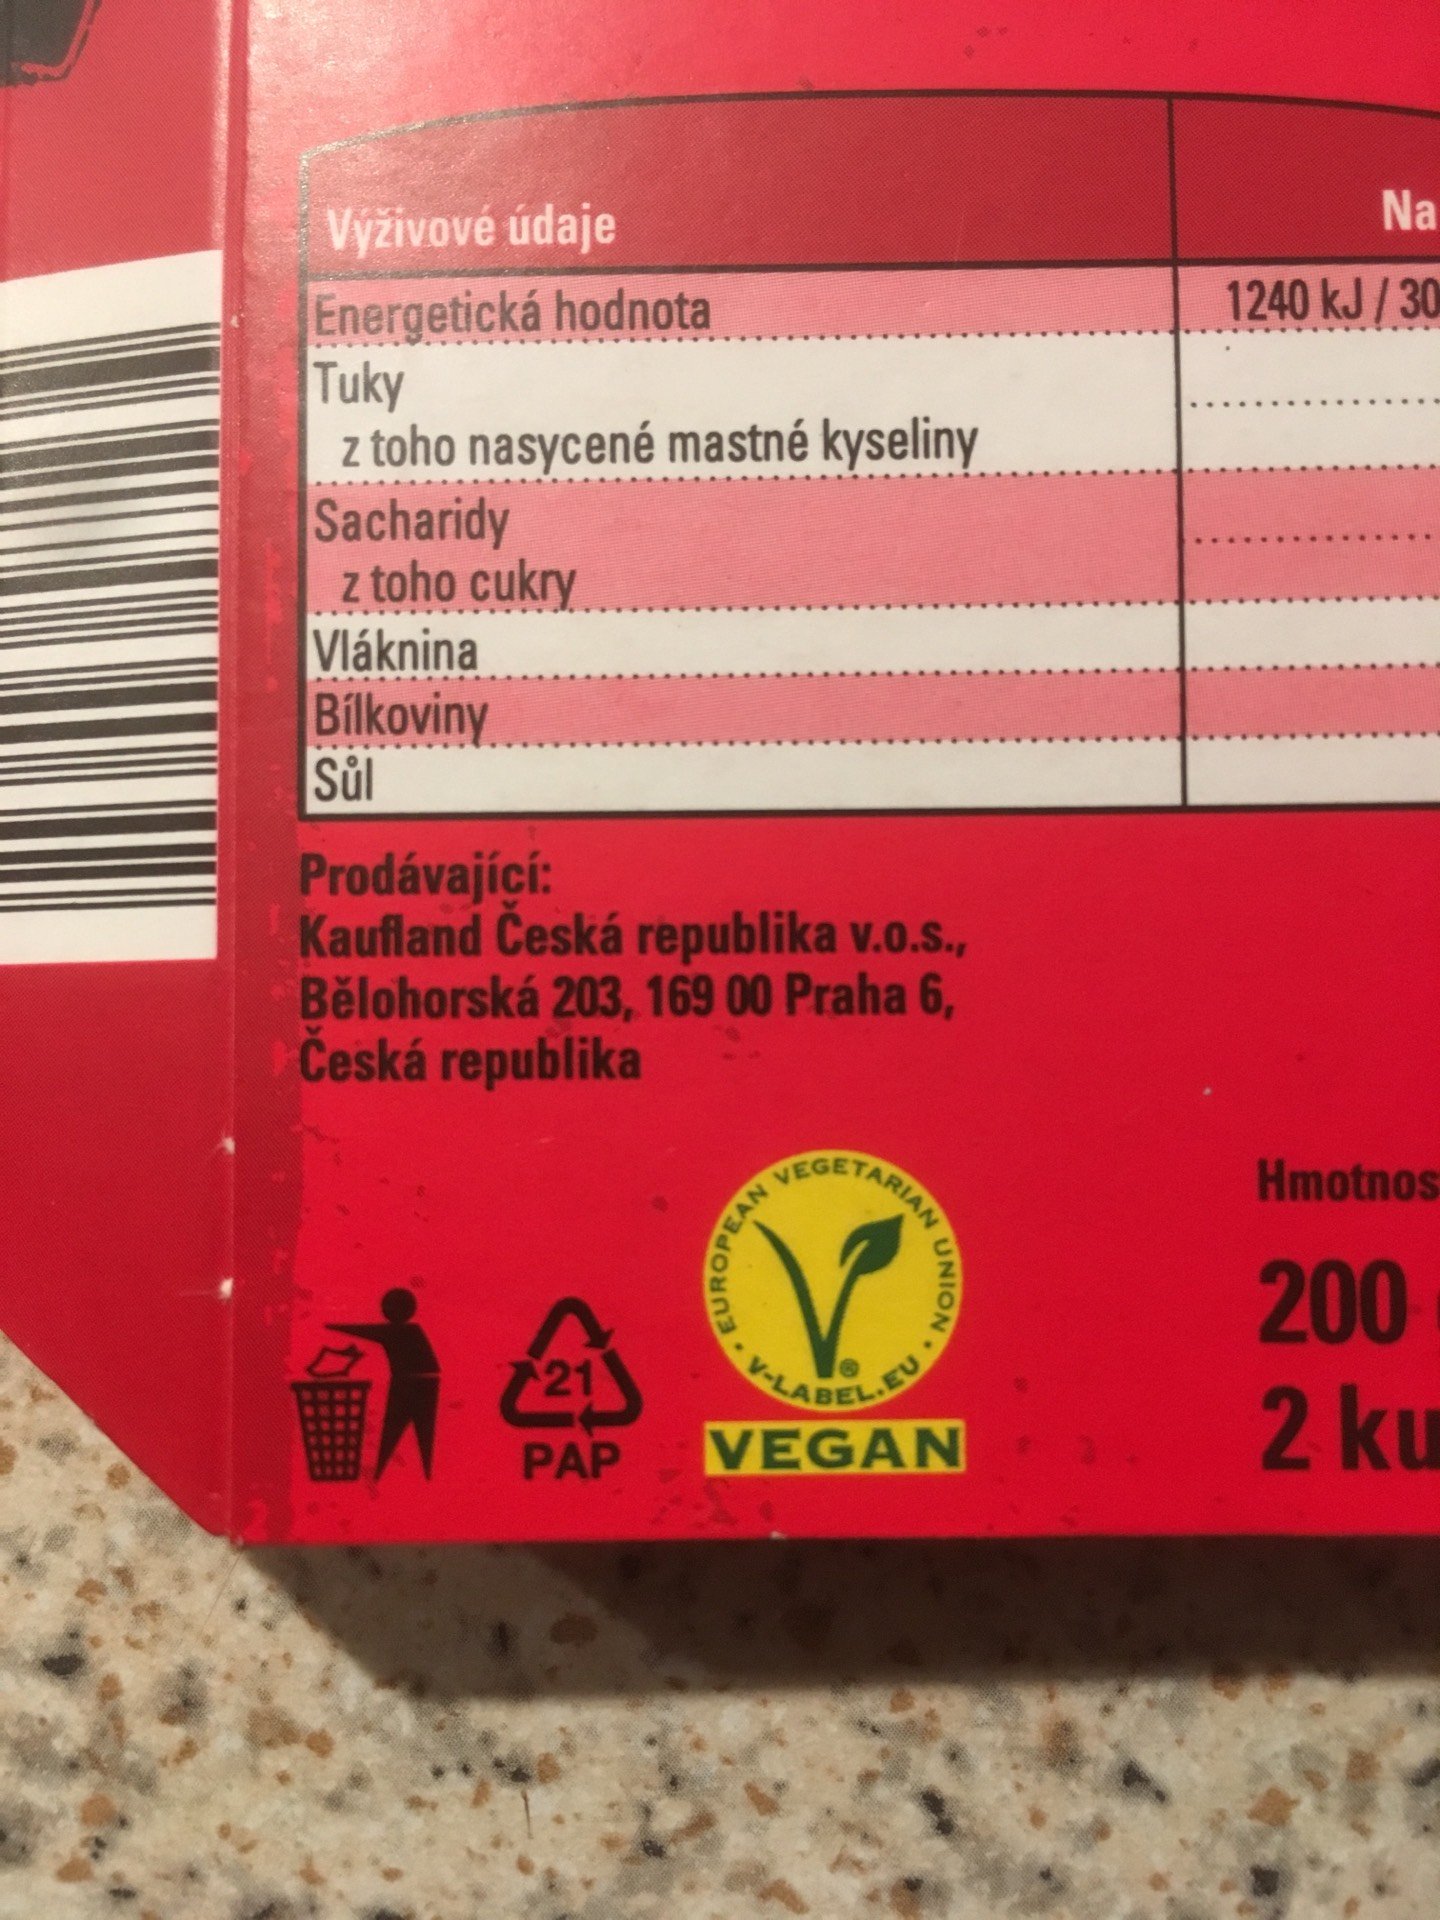 Výživové údaje
Na
Energetická hodnota
1240 kJ / 30
Tuky
z toho nasycené mastné kyseliny
Sacharidy
z toho cukry
Vláknina
Bílkoviny
Sůl
Prodávající:
Kaufland Česká republika v.o.s.,
Bělohorská 203, 169 00 Praha 6,
Česká republika
EUROPEAN VEGETARIAN UNION
V-LABEL.EU
®
VEGAN
21
PAP
Hmotnos
200
2 ku